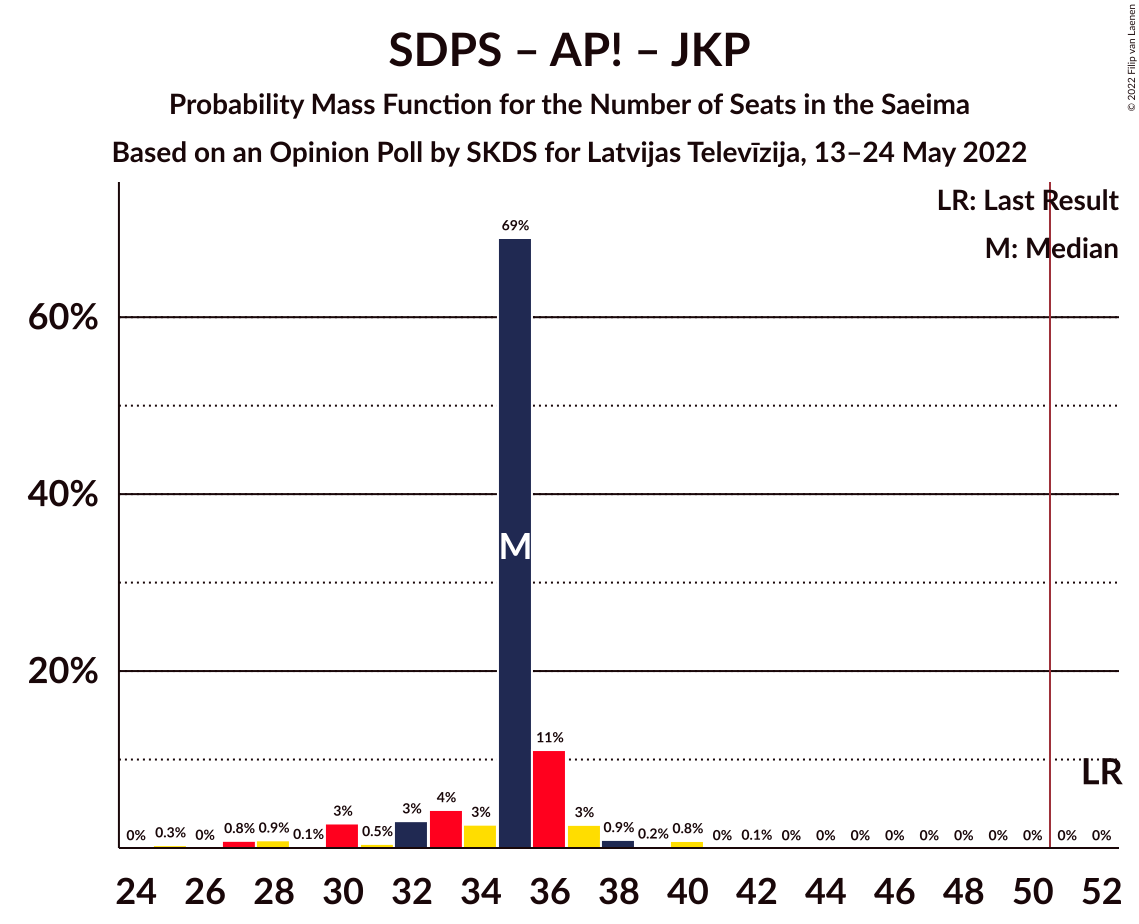 SDPS – AP! – JKP
Probability Mass Function for the Number of Seats in the Saeima
Based on an Opinion Poll by SKDS for Latvijas Televīzija, 13–24 May 2022
© 2022 Filip van Laenen
LR: Last Result
M: Median
60%
40%
20%
69%
M
11%
LR
0% 0.3% 0% 0.8% 0.9% 0.1% 3% 0.5% 3% 4% 3% 3% 0.9% 0.2% 0.8% 0% 0.1% 0% 0% 0% 0% 0% 0% 0% 0% 0% 0%
24 26 28 30 32 34 36 38 40 42 44 46 48 50 52